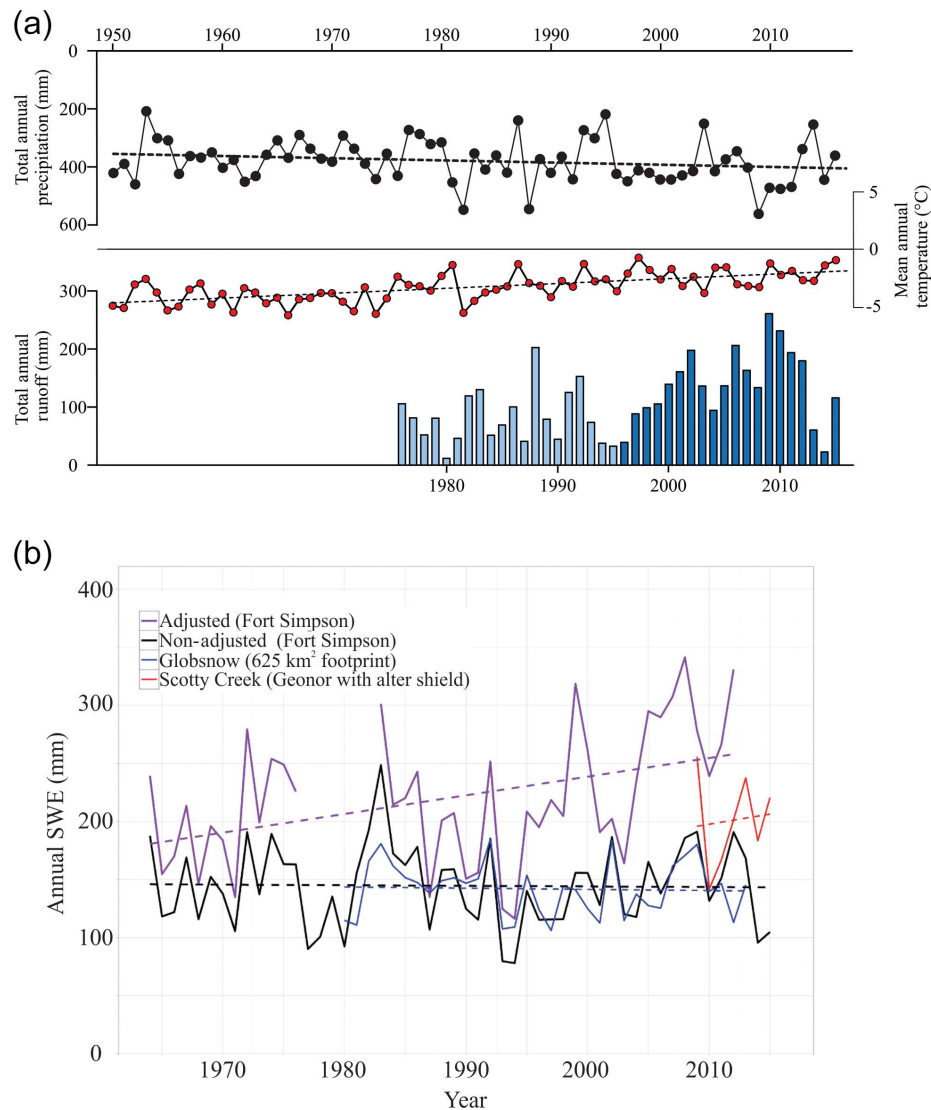 (a)
1950 1960 1970 1980 1990 2000 2010
Total annual
precipitation (mm)
0
200
400
600
5
0
-5
Mean annual
temperature (°C)
Total annual
runoff (mm)
300
200
100
0
1980 1990 2000 2010
(b)
Annual SWE (mm)
400
300
200
100
0
Adjusted (Fort Simpson)
Non-adjusted (Fort Simpson)
Globsnow (625 km² footprint)
Scotty Creek (Geonor with alter shield)
1970 1980 1990 2000 2010
Year